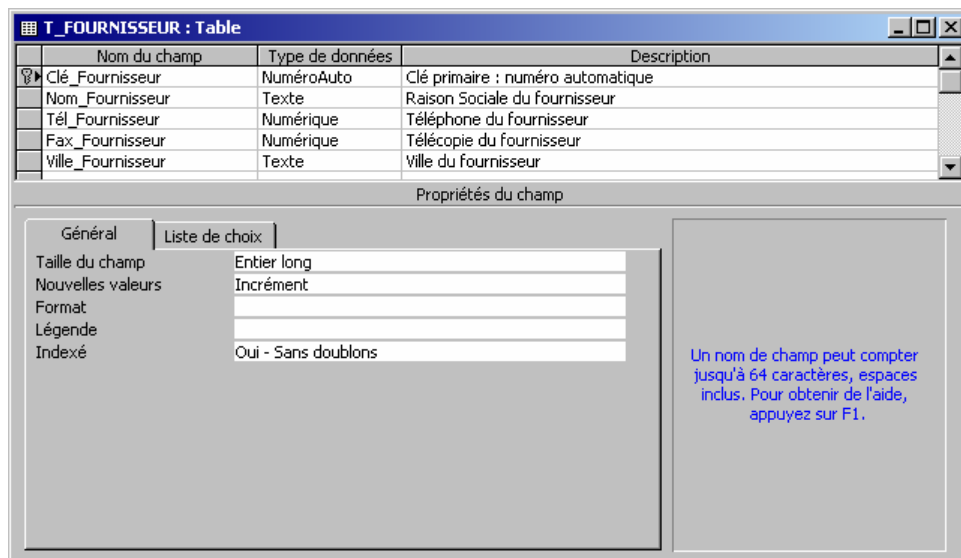 T_FOURNISSEUR : Table
Nom du champ Type de données Description
Clé_Fournisseur NuméroAuto Clé primaire : numéro automatique
Nom_Fournisseur Texte Raison Sociale du fournisseur
Tél_Fournisseur Numérique Téléphone du fournisseur
Fax_Fournisseur Numérique Télécopie du fournisseur
Ville_Fournisseur Texte Ville du fournisseur
Propriétés du champ
Général Liste de choix
Taille du champ Entier long
Nouvelles valeurs Incrément
Format
Légende
Indexé Oui - Sans doublons
Un nom de champ peut compter
jusqu'à 64 caractères, espaces
inclus. Pour obtenir de l'aide,
appuyez sur F1.